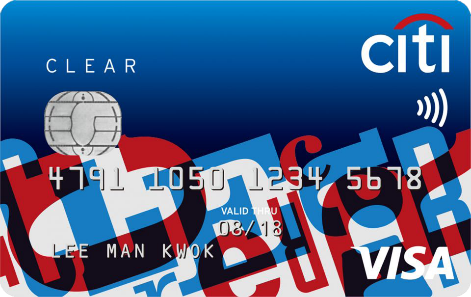 citi
CLEAR
4791 1050 1234 5678
VALID THRU
08/18
LEE MAN KWOK
VISA